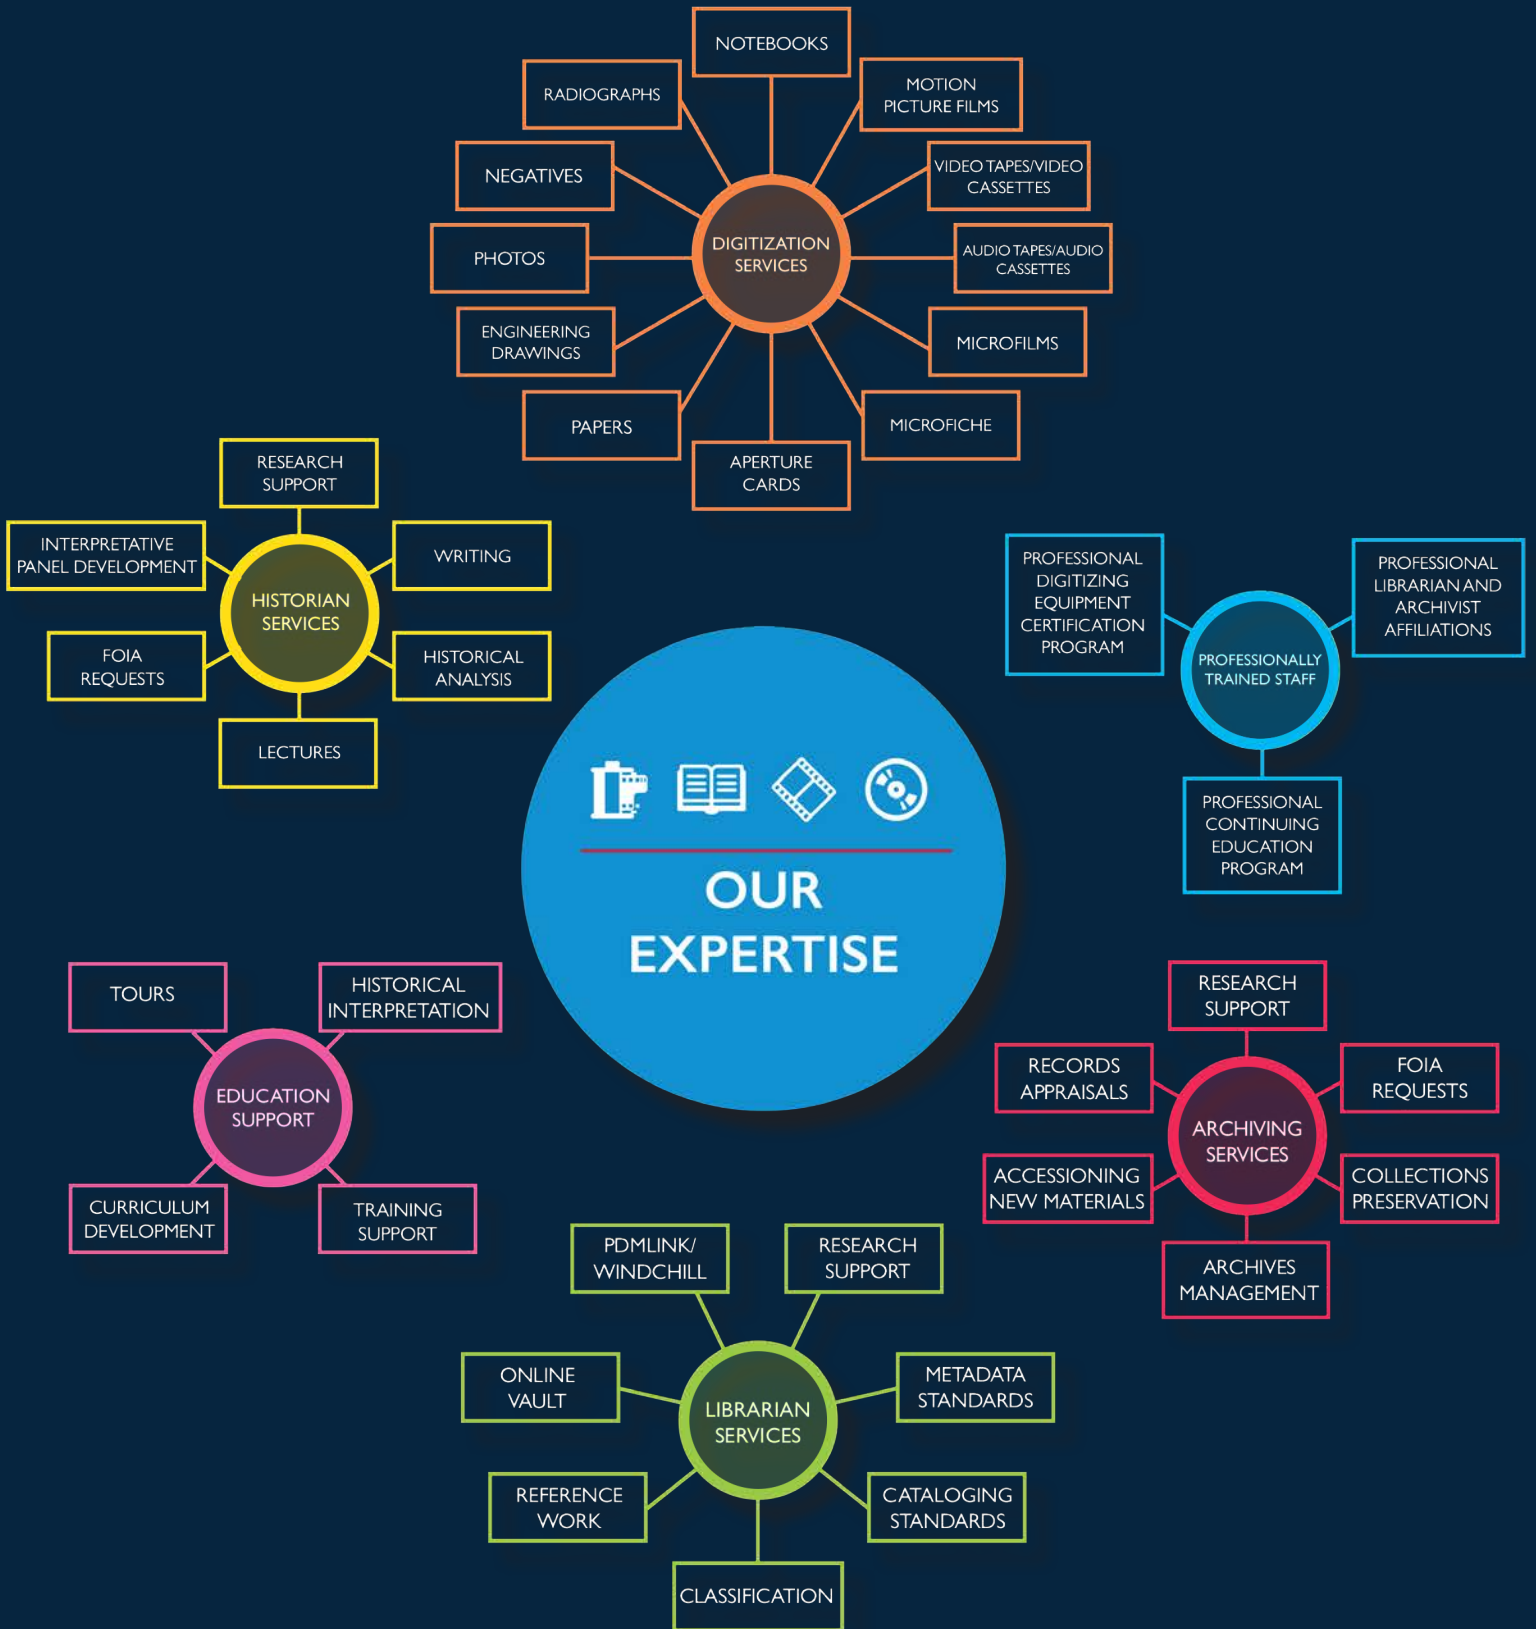 NOTEBOOKS
RADIOGRAPHS
MOTION
PICTURE FILMS
NEGATIVES
VIDEO TAPES/VIDEO
CASSETTES
PHOTOS
DIGITIZATION
SERVICES
AUDIO TAPES/AUDIO
CASSETTES
ENGINEERING
DRAWINGS
MICROFILMS
PAPERS
MICROFICHE
APERTURE
CARDS
RESEARCH
SUPPORT
INTERPRETATIVE
PANEL DEVELOPMENT
WRITING
HISTORIAN
SERVICES
FOIA
REQUESTS
HISTORICAL
ANALYSIS
LECTURES
PROFESSIONAL
DIGITIZING
EQUIPMENT
CERTIFICATION
PROGRAM
PROFESSIONAL
LIBRARIAN AND
ARCHIVIST
AFFILIATIONS
PROFESSIONALLY
TRAINED STAFF
PROFESSIONAL
CONTINUING
EDUCATION
PROGRAM
OUR
EXPERTISE
TOURS
HISTORICAL
INTERPRETATION
EDUCATION
SUPPORT
CURRICULUM
DEVELOPMENT
TRAINING
SUPPORT
RESEARCH
SUPPORT
RECORDS
APPRAISALS
FOIA
REQUESTS
ARCHIVING
SERVICES
ACCESSIONING
NEW MATERIALS
COLLECTIONS
PRESERVATION
ARCHIVES
MANAGEMENT
PDMLINK/
WINDCHILL
RESEARCH
SUPPORT
ONLINE
VAULT
METADATA
STANDARDS
LIBRARIAN
SERVICES
REFERENCE
WORK
CATALOGING
STANDARDS
CLASSIFICATION